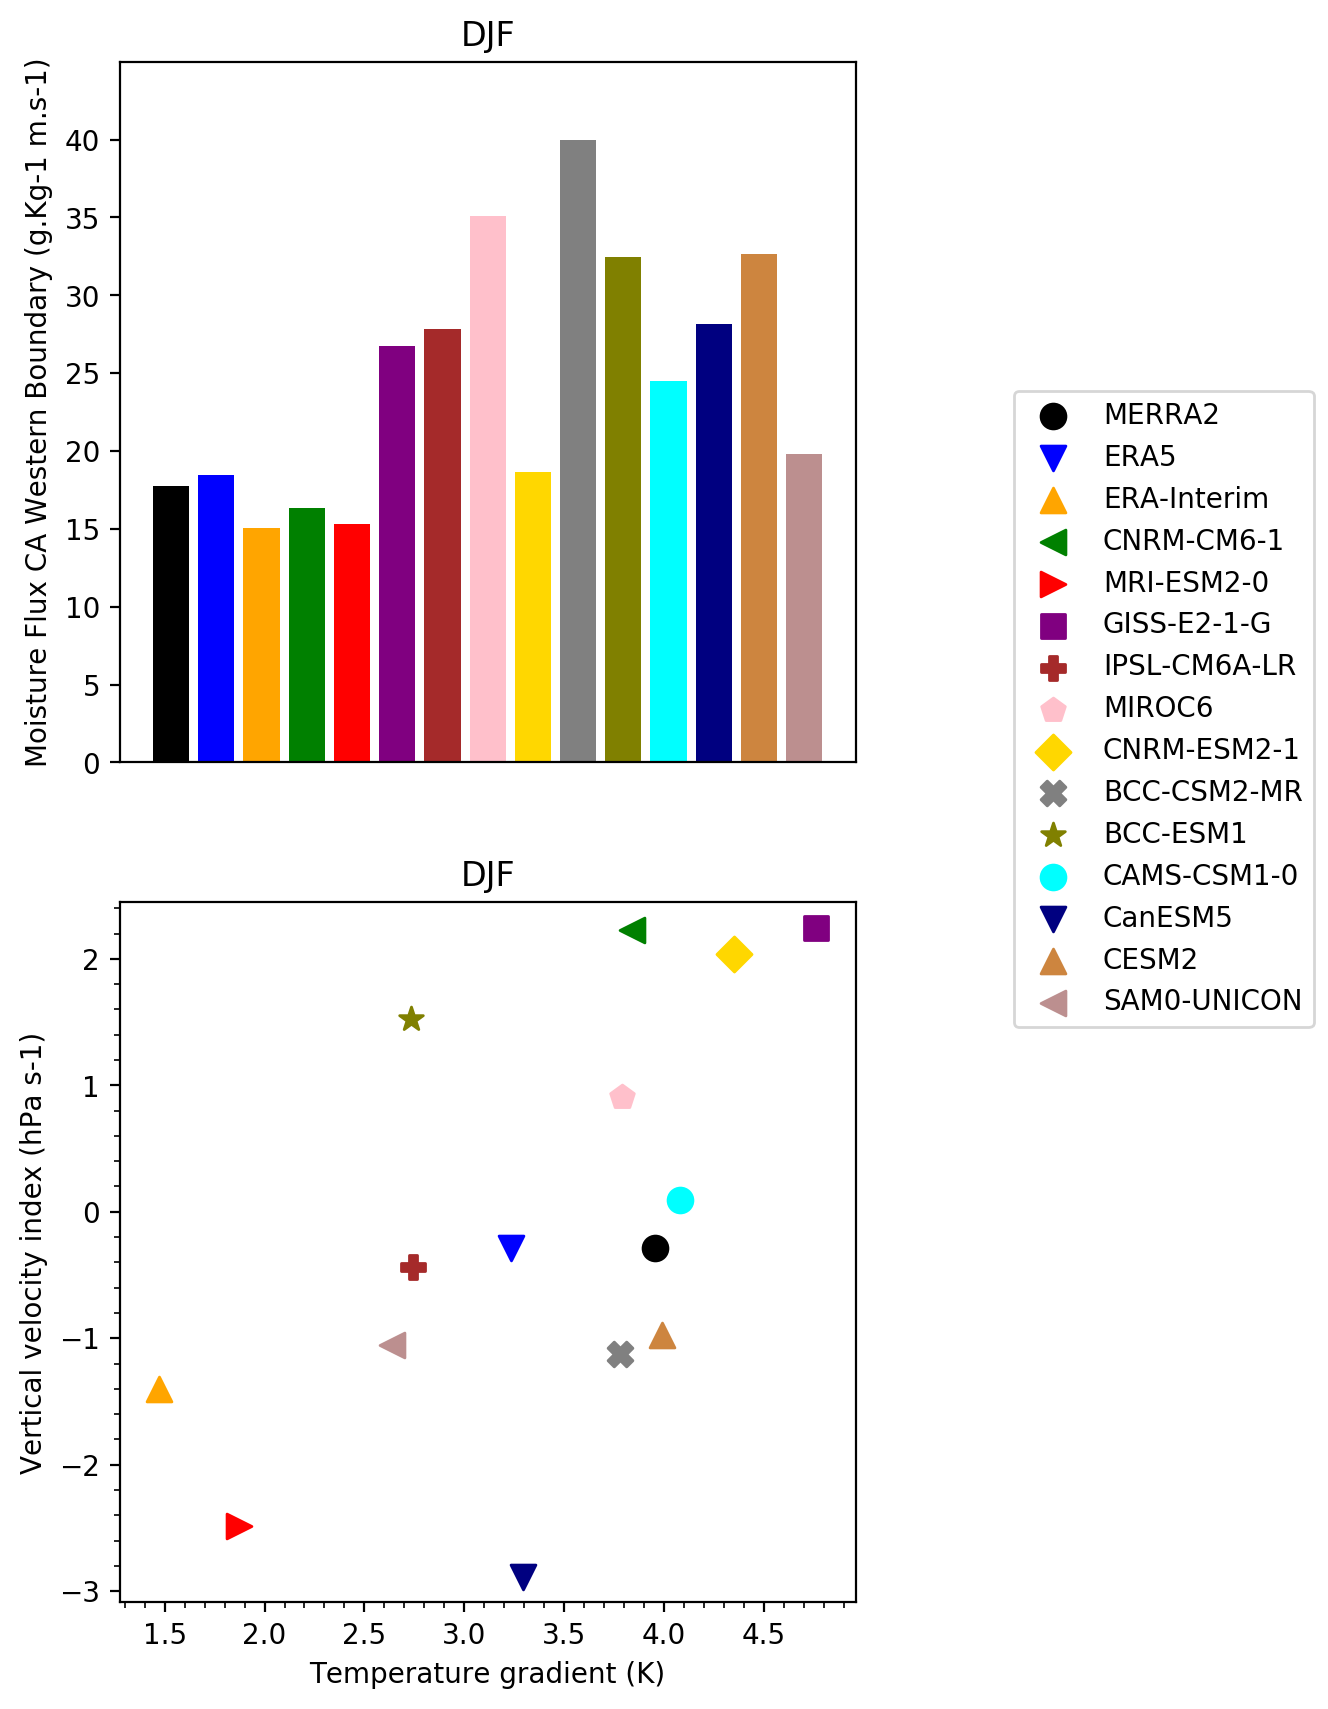 DJF
Moisture Flux CA Western Boundary (g.Kg-1 m.s-1)
40
35
30
25
20
15
10
5
0
MERRA2
ERA5
ERA-Interim
CNRM-CM6-1
MRI-ESM2-0
GISS-E2-1-G
IPSL-CM6A-LR
MIROC6
CNRM-ESM2-1
BCC-CSM2-MR
BCC-ESM1
CAMS-CSM1-0
CanESM5
CESM2
SAM0-UNICON
DJF
Vertical velocity index (hPa s-1)
2
1
0
−1
−2
−3
1.5 2.0 2.5 3.0 3.5 4.0 4.5
Temperature gradient (K)